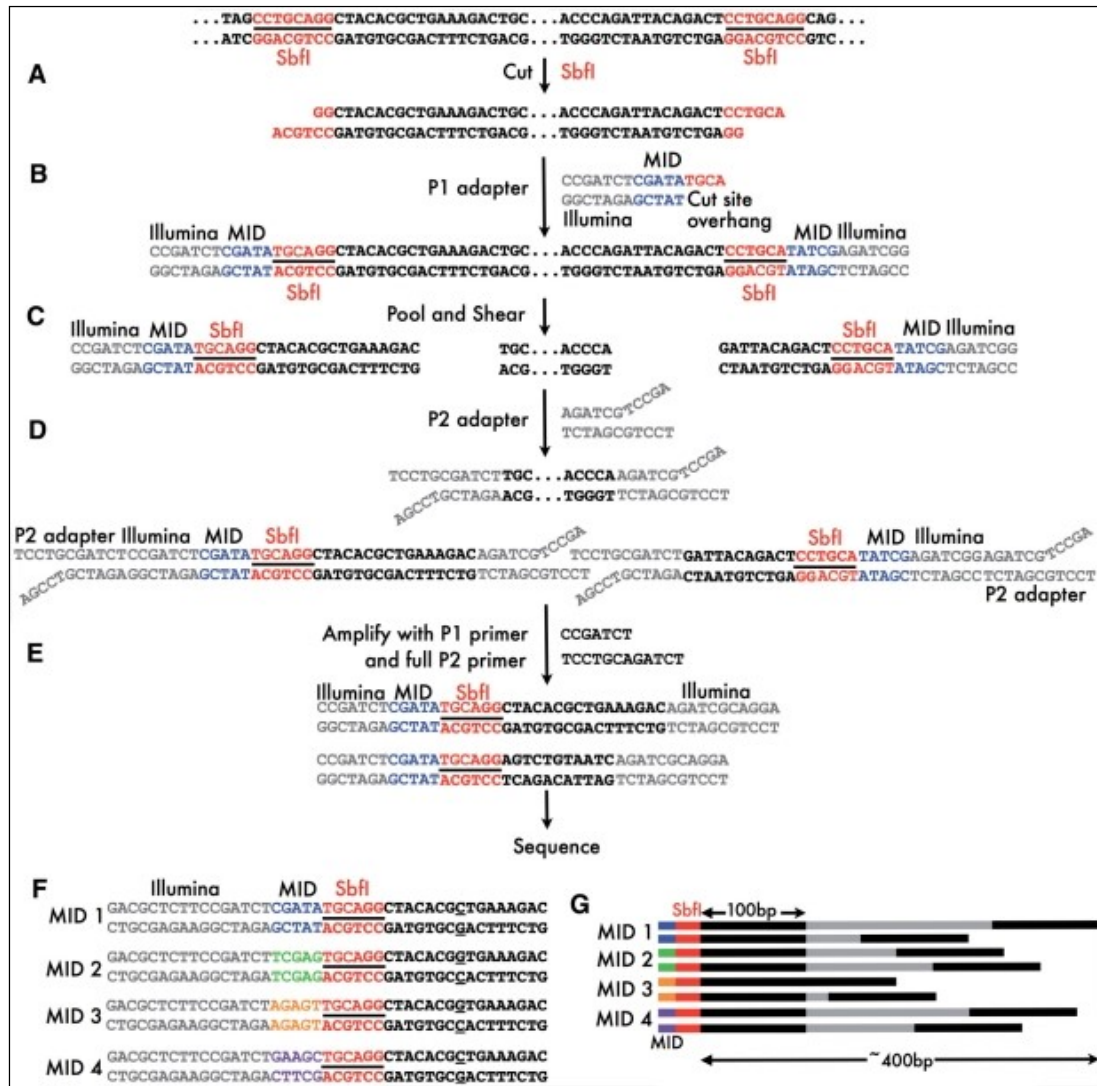 ...TAGCCTGCAGGCTACACGCTGAAAGACTGC...ACCCAGATTACAGACTCCTGCAGGCAG...
...ATCGGACGTCCGATGTGCGACTTTCTGACG...TGGGTCTAATGTCTGAGGACGTCCGTC...
SbfI SbfI
A Cut SbfI
GGCTACACGCTGAAAGACTGC...ACCCAGATTACAGACTCCTGCA
ACGTCCGATGTGCGACTTTCTGACG...TGGGTCTAATGTCTGAGG
MID
B P1 adapter CCGATCTCGATATGCA
GGCTAGAGCTAT Cut site
Illumina overhang
Illumina MID MID Illumina
CCGATCTCGATATGCAGGCTACACGCTGAAAGACTGC...ACCCAGATTACAGACTCCTGCATATCGAGATCGG
GGCTAGAGCTATACGTCCGATGTGCGACTTTCTGACG...TGGGTCTAATGTCTGAGGACGTATAGCTCTAGCC
SbfI SbfI
C Pool and Shear
Illumina MID SbfI SbfI MID Illumina
CCGATCTCGATATGCAGGCTACACGCTGAAAGAC TGC...ACCCA GATTACAGACTCCTGCATATCGAGATCGG
GGCTAGAGCTATACGTCCGATGTGCGACTTTCTG ACG...TGGGT CTAATGTCTGAGGACGTATAGCTCTAGCC
D P2 adapter AGATCGTCCGA
TCTAGCGTCCT
TCCTGCGATCTTGC...ACCCAAGATCGTCCGA
AGCCTGCTAGAACG...TGGGTTCTAGCGTCCT
P2 adapter Illumina MID SbfI SbfI MID Illumina
TCCTGCGATCTCCGATCTCGATATGCAGGCTACACGCTGAAAGACAGATCGTCCGA TCCTGCGATCTGATTACAGACTCCTGCATATCGAGATCGGAGATCGTCCGA
AGCCTGCTAGAGGCTAGAGCTATACGTCCGATGTGCGACTTTCTGTCTAGCGTCCT AGCCTGCTAGACTAATGTCTGAGGACGTATAGCTCTAGCCTCTAGCGTCCT
P2 adapter
Amplify with P1 primer CCGATCT
E and full P2 primer TCCTGCAGATCT
Illumina MID SbfI Illumina
CCGATCTCGATATGCAGGCTACACGCTGAAAGACAGATCGCAGGA
GGCTAGAGCTATACGTCCGATGTGCGACTTTCTGTCTAGCGTCCT
CCGATCTCGATATGCAGGAGTCTGTAATCAGATCGCAGGA
GGCTAGAGCTATACGTCCTCAGACATTAGTCTAGCGTCCT
Sequence
F Illumina MID SbfI
MID 1 GACGCTCTTCCGATCTCGATATGCAGGCTACACGCTGAAAGAC
CTGCGAGAAGGCTAGAGCTATACGTCCGATGTGCGACTTTCTG
MID 2 GACGCTCTTCCGATCTTCGAGTGCAGGCTACACGGTGAAAGAC
CTGCGAGAAGGCTAGATCGAGACGTCCGATGTGCCACTTTCTG
MID 3 GACGCTCTTCCGATCTAGAGTTGCAGGCTACACGGTGAAAGAC
CTGCGAGAAGGCTAGAAGAGTACGTCCGATGTGCCACTTTCTG
MID 4 GACGCTCTTCCGATCTGAAGCTGCAGGCTACACGCTGAAAGAC
CTGCGAGAAGGCTAGACTTCGACGTCCGATGTGCGACTTTCTG
G SbfI 100bp
MID 1
MID 2
MID 3
MID 4
MID
~400bp